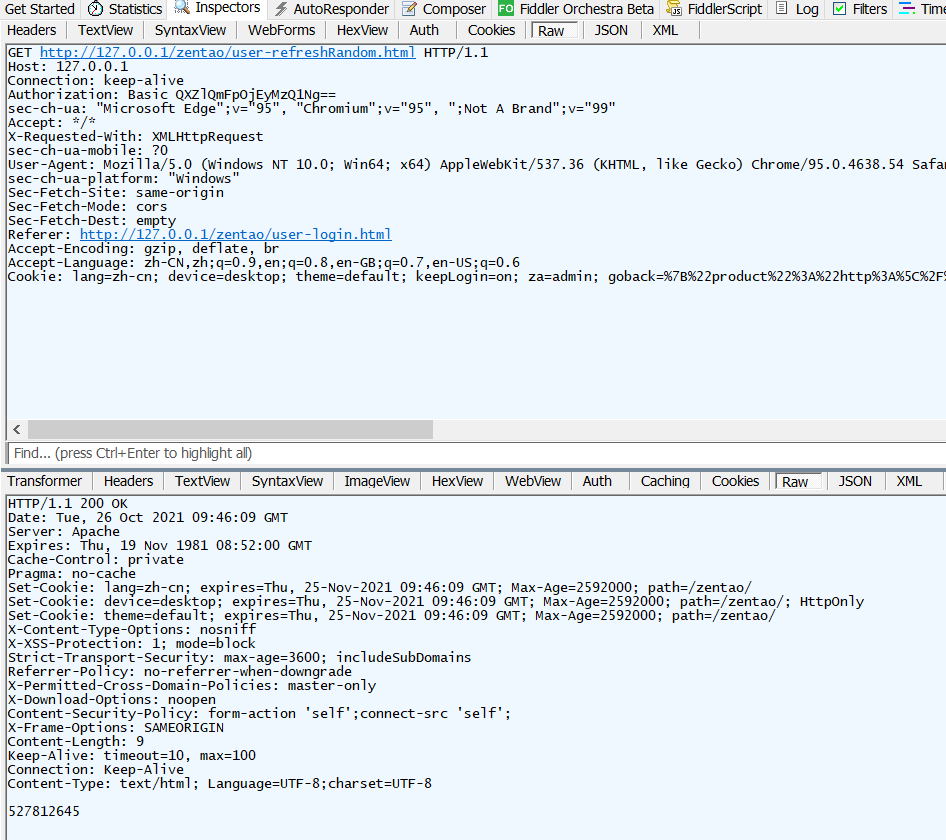 Get Started Statistics Inspectors AutoResponder Composer FO Fiddler Orchestra Beta FiddlerScript Log Filters Time
Headers TextView SyntaxView WebForms HexView Auth Cookies Raw JSON XML
GET http://127.0.0.1/zentao/user-refreshRandom.html HTTP/1.1
Host: 127.0.0.1
Connection: keep-alive
Authorization: Basic QXZlQmFpOjEyMzQ1Ng==
sec-ch-ua: "Microsoft Edge";v="95", "Chromium";v="95", ";Not A Brand";v="99"
Accept: */*
X-Requested-With: XMLHttpRequest
sec-ch-ua-mobile: ?0
User-Agent: Mozilla/5.0 (Windows NT 10.0; Win64; x64) AppleWebKit/537.36 (KHTML, like Gecko) Chrome/95.0.4638.54 Safar
sec-ch-ua-platform: "Windows"
Sec-Fetch-Site: same-origin
Sec-Fetch-Mode: cors
Sec-Fetch-Dest: empty
Referer: http://127.0.0.1/zentao/user-login.html
Accept-Encoding: gzip, deflate, br
Accept-Language: zh-CN,zh;q=0.9,en;q=0.8,en-GB;q=0.7,en-US;q=0.6
Cookie: lang=zh-cn; device=desktop; theme=default; keepLogin=on; za=admin; goback=%7B%22product%22%3A%22http%3A%5C%2F%
Find... (press Ctrl+Enter to highlight all)
Transformer Headers TextView SyntaxView ImageView HexView WebView Auth Caching Cookies Raw JSON XML
HTTP/1.1 200 OK
Date: Tue, 26 Oct 2021 09:46:09 GMT
Server: Apache
Expires: Thu, 19 Nov 1981 08:52:00 GMT
Cache-Control: private
Pragma: no-cache
Set-Cookie: lang=zh-cn; expires=Thu, 25-Nov-2021 09:46:09 GMT; Max-Age=2592000; path=/zentao/
Set-Cookie: device=desktop; expires=Thu, 25-Nov-2021 09:46:09 GMT; Max-Age=2592000; path=/zentao/; HttpOnly
Set-Cookie: theme=default; expires=Thu, 25-Nov-2021 09:46:09 GMT; Max-Age=2592000; path=/zentao/
X-Content-Type-Options: nosniff
X-XSS-Protection: 1; mode=block
Strict-Transport-Security: max-age=3600; includeSubDomains
Referrer-Policy: no-referrer-when-downgrade
X-Permitted-Cross-Domain-Policies: master-only
X-Download-Options: noopen
Content-Security-Policy: form-action 'self';connect-src 'self';
X-Frame-Options: SAMEORIGIN
Content-Length: 9
Keep-Alive: timeout=10, max=100
Connection: Keep-Alive
Content-Type: text/html; Language=UTF-8;charset=UTF-8
527812645